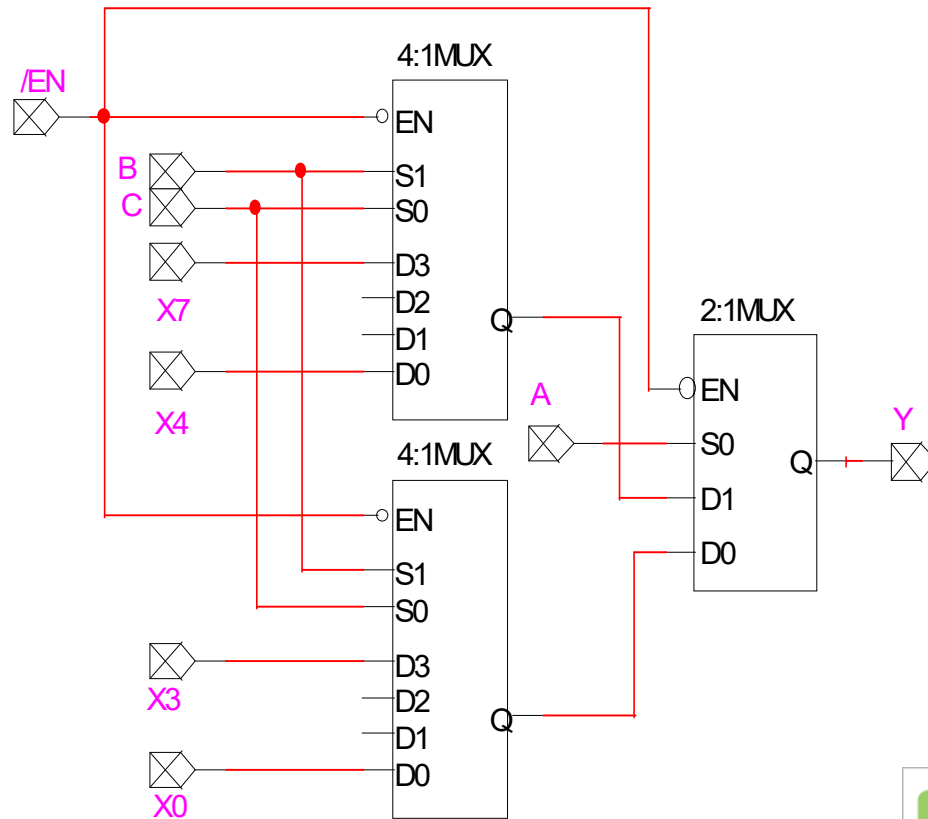 4:1MUX
/EN
EN
B
S1
C
S0
D3
X7
D2
Q
D1
D0
X4
2:1MUX
EN
A
S0
Y
Q
D1
D0
4:1MUX
EN
S1
S0
D3
X3
D2
Q
D1
D0
X0